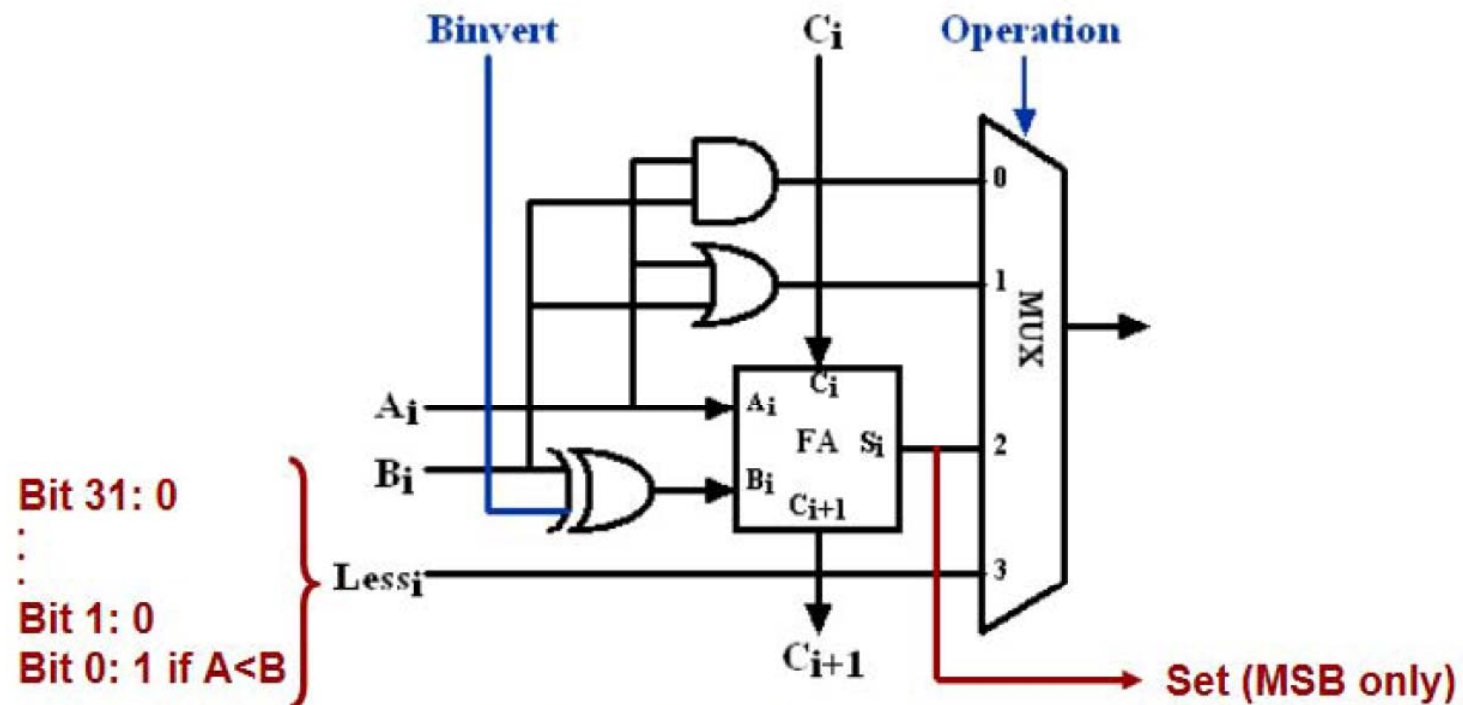 Binvert
Ci
Operation
0
1
MUX
Ci
Ai
Ai
FA Si
2
Bi
Bi
Ci+1
Bit 31: 0
.
.
.
Lessi
3
Bit 1: 0
Bit 0: 1 if A<B
Ci+1
Set (MSB only)